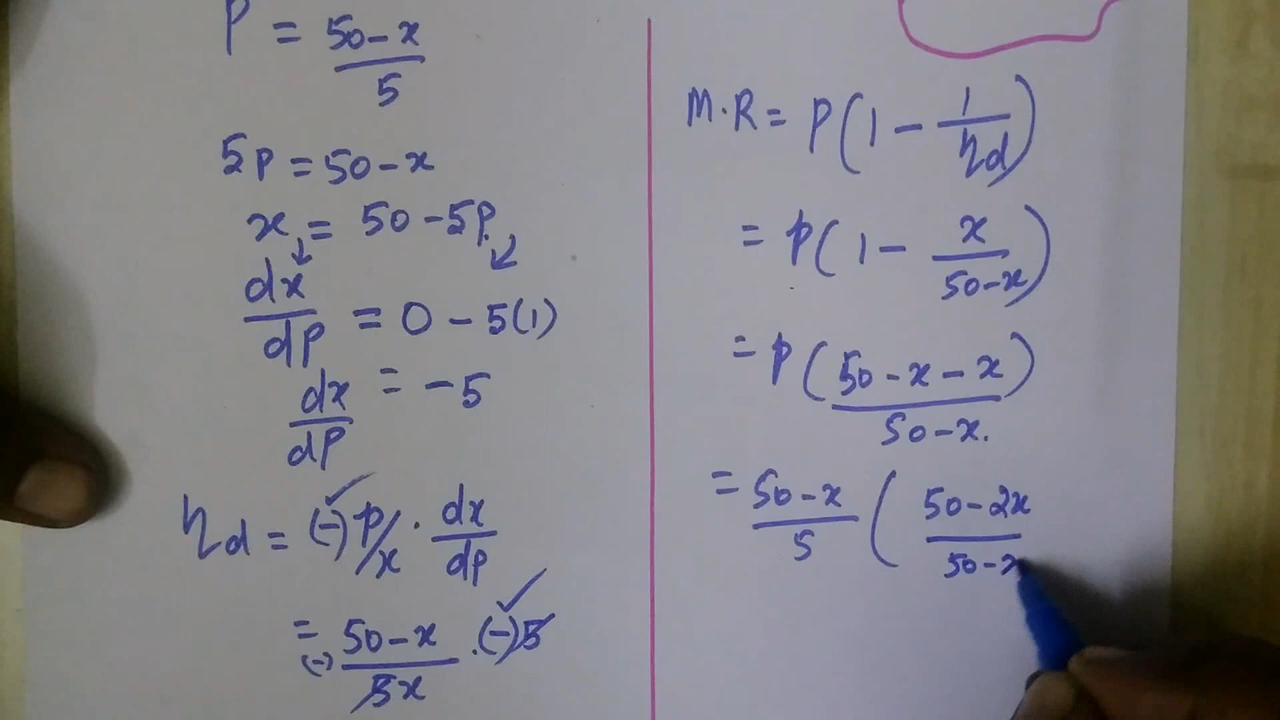 P = (50-x)/5
5P = 50-x
x = 50-5P.
dx/dP = 0-5(1)
dx/dP = -5
ηd = (-)P/x · dx/dP
= (-) (50-x)/5x .(-)5
M.R = P(1 - 1/ηd)
= P(1 - x/(50-x))
= P((50-x-x)/(50-x.))
= (50-x)/5 ((50-2x)/(50-x